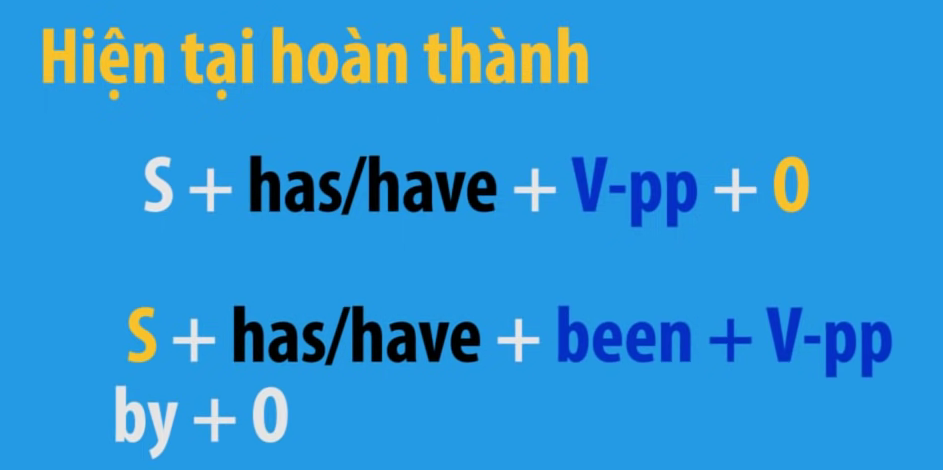 Hiện tại hoàn thành
S + has/have + V-pp + O
S + has/have + been + V-pp
by + O